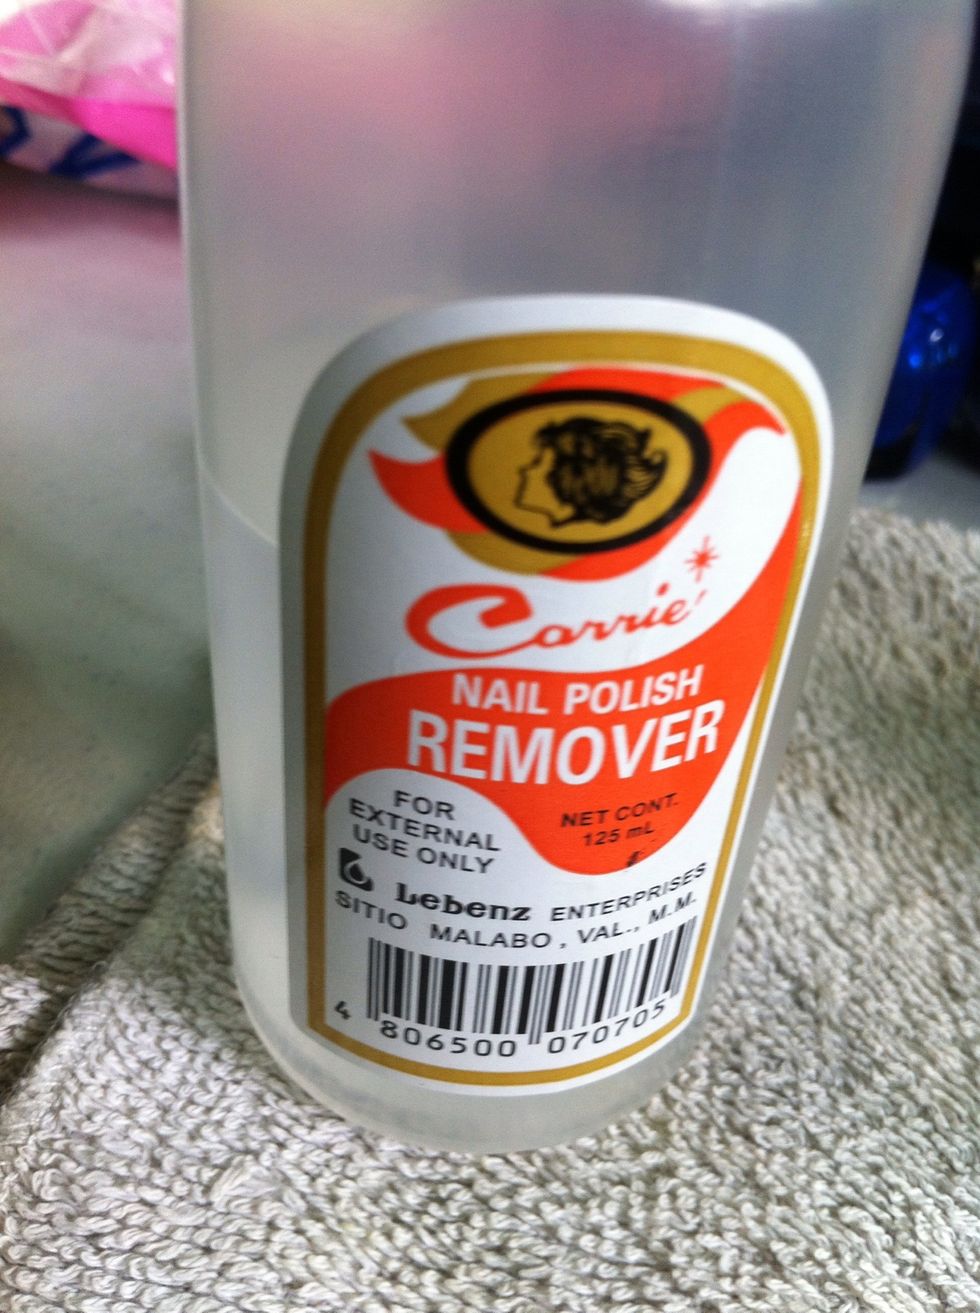 Carrie'
NAIL POLISH
REMOVER
FOR
EXTERNAL
USE ONLY
NET CONT.
125 mL
Lebenz ENTERPRISES
SITIO MALABO, VAL., M.M.
4 806500 070705